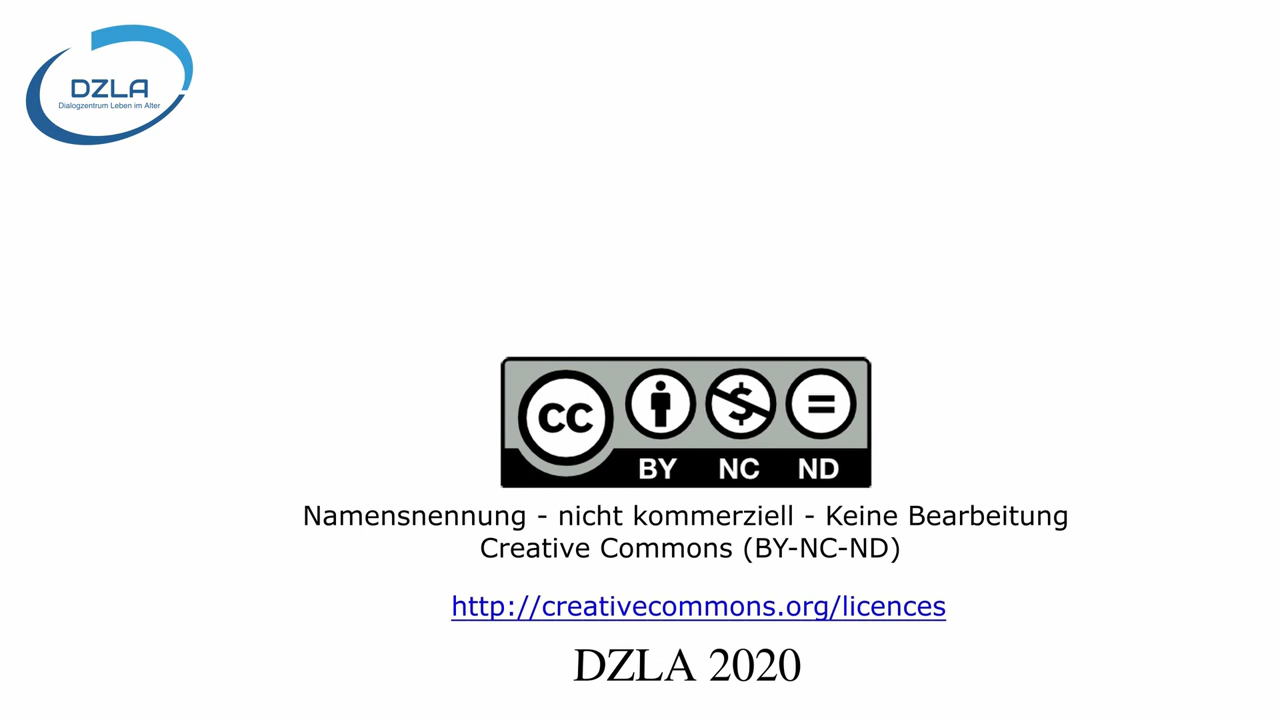 DZLA
Dialogzentrum Leben im Alter
CC
BY NC ND
Namensnennung - nicht kommerziell - Keine Bearbeitung
Creative Commons (BY-NC-ND)
http://creativecommons.org/licences
DZLA 2020